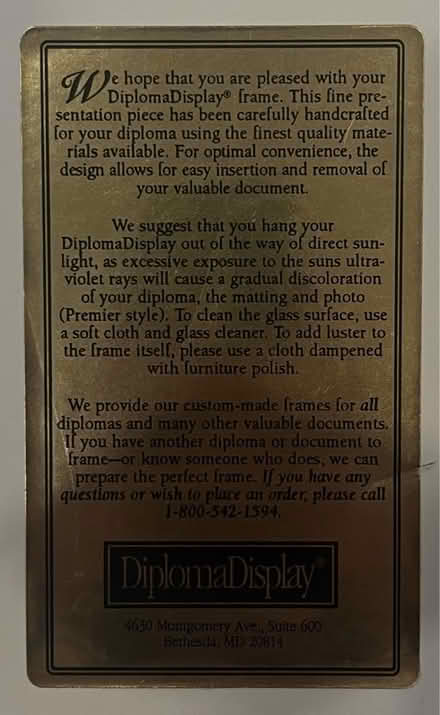 We hope that you are pleased with your
DiplomaDisplay® frame. This fine pre-
sentation piece has been carefully handcrafted
for your diploma using the finest quality mate-
rials available. For optimal convenience, the
design allows for easy insertion and removal of
your valuable document.
We suggest that you hang your
DiplomaDisplay out of the way of direct sun-
light, as excessive exposure to the suns ultra-
violet rays will cause a gradual discoloration
of your diploma, the matting and photo
(Premier style). To clean the glass surface, use
a soft cloth and glass cleaner. To add luster to
the frame itself, please use a cloth dampened
with furniture polish.
We provide our custom-made frames for all
diplomas and many other valuable documents.
If you have another diploma or document to
frame—or know someone who does, we can
prepare the perfect frame. If you have any
questions or wish to place an order, please call
1-800-542-1594.
DiplomaDisplay®
4630 Montgomery Ave., Suite 600
Bethesda, MD 20814